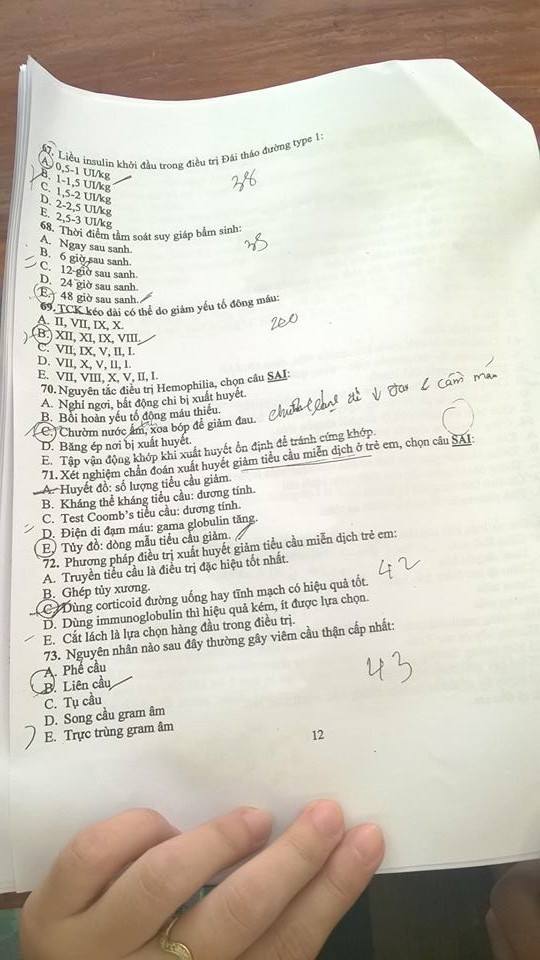 67. Liều insulin khởi đầu trong điều trị Đái tháo đường type 1:
A. 0,5-1 UI/kg
B. 1-1,5 UI/kg
C. 1,5-2 UI/kg
D. 2-2,5 UI/kg
E. 2,5-3 UI/kg
38
68. Thời điểm tầm soát suy giáp bẩm sinh:
A. Ngay sau sanh.
B. 6 giờ sau sanh.
C. 12 giờ sau sanh.
D. 24 giờ sau sanh.
E. 48 giờ sau sanh.
69. TCK kéo dài có thể do giảm yếu tố đông máu:
A. II, VII, IX, X.
B. XII, XI, IX, VIII.
C. VII, IX, V, II, I.
D. VII, X, V, II, I.
E. VII, VIII, X, V, II, I.
200
70. Nguyên tắc điều trị Hemophilia, chọn câu SAI:
A. Nghỉ ngơi, bất động chi bị xuất huyết.
B. Bồi hoàn yếu tố đông máu thiếu.
C. Chườm nước ấm, xoa bóp để giảm đau.
chườm lạnh để ↓ đau & cầm máu
D. Băng ép nơi bị xuất huyết.
E. Tập vận động khớp khi xuất huyết ổn định để tránh cứng khớp.
71. Xét nghiệm chẩn đoán xuất huyết giảm tiểu cầu miễn dịch ở trẻ em, chọn câu SAI:
A. Huyết đồ: số lượng tiểu cầu giảm.
B. Kháng thể kháng tiểu cầu: dương tính.
C. Test Coomb's tiểu cầu: dương tính.
D. Điện di đạm máu: gama globulin tăng.
E. Tủy đồ: dòng mẫu tiểu cầu giảm.
72. Phương pháp điều trị xuất huyết giảm tiểu cầu miễn dịch trẻ em:
A. Truyền tiểu cầu là điều trị đặc hiệu tốt nhất.
B. Ghép tủy xương.
C. Dùng corticoid đường uống hay tĩnh mạch có hiệu quả tốt.
D. Dùng immunoglobulin thì hiệu quả kém, ít được lựa chọn.
E. Cắt lách là lựa chọn hàng đầu trong điều trị.
42
73. Nguyên nhân nào sau đây thường gây viêm cầu thận cấp nhất:
A. Phế cầu
B. Liên cầu
C. Tụ cầu
D. Song cầu gram âm
E. Trực trùng gram âm
43
12